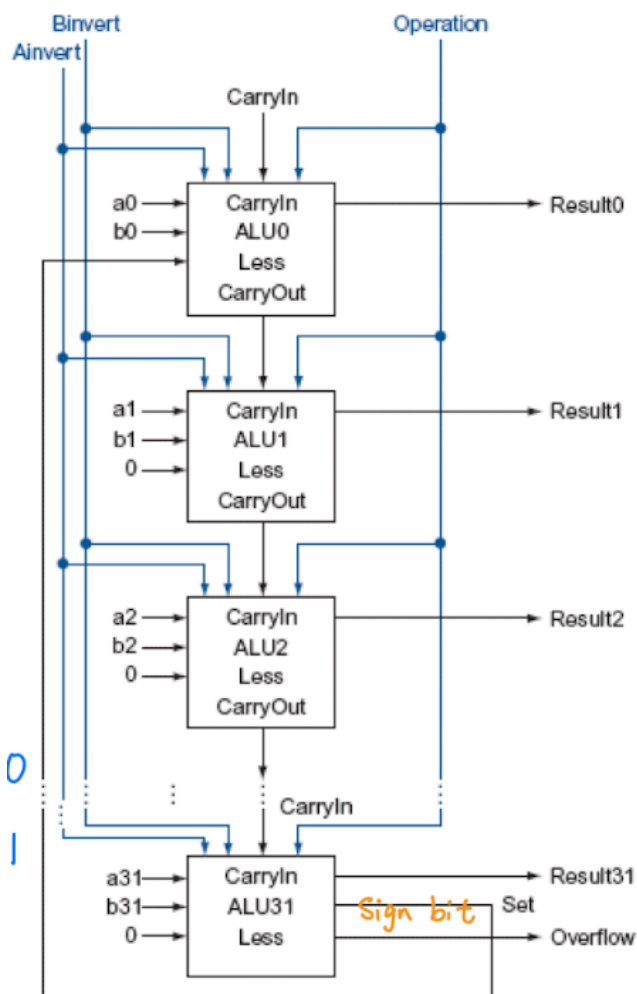 Binvert
Operation
Ainvert
CarryIn
a0
CarryIn
Result0
b0
ALU0
Less
CarryOut
a1
CarryIn
Result1
b1
ALU1
0
Less
CarryOut
a2
CarryIn
Result2
b2
ALU2
0
Less
CarryOut
0
CarryIn
1
a31
CarryIn
Result31
b31
ALU31
Sign bit
Set
0
Less
Overflow